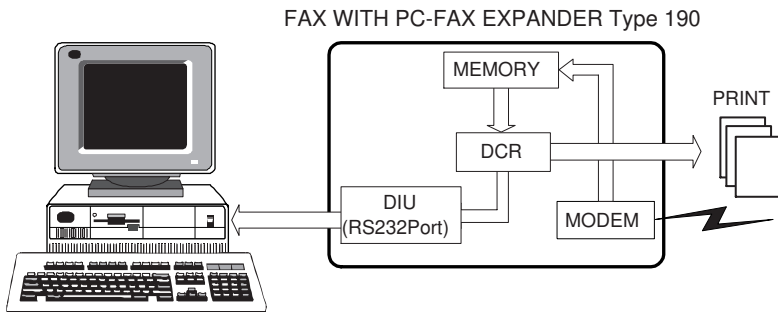 FAX WITH PC-FAX EXPANDER Type 190
MEMORY
PRINT
DCR
DIU
(RS232Port)
MODEM